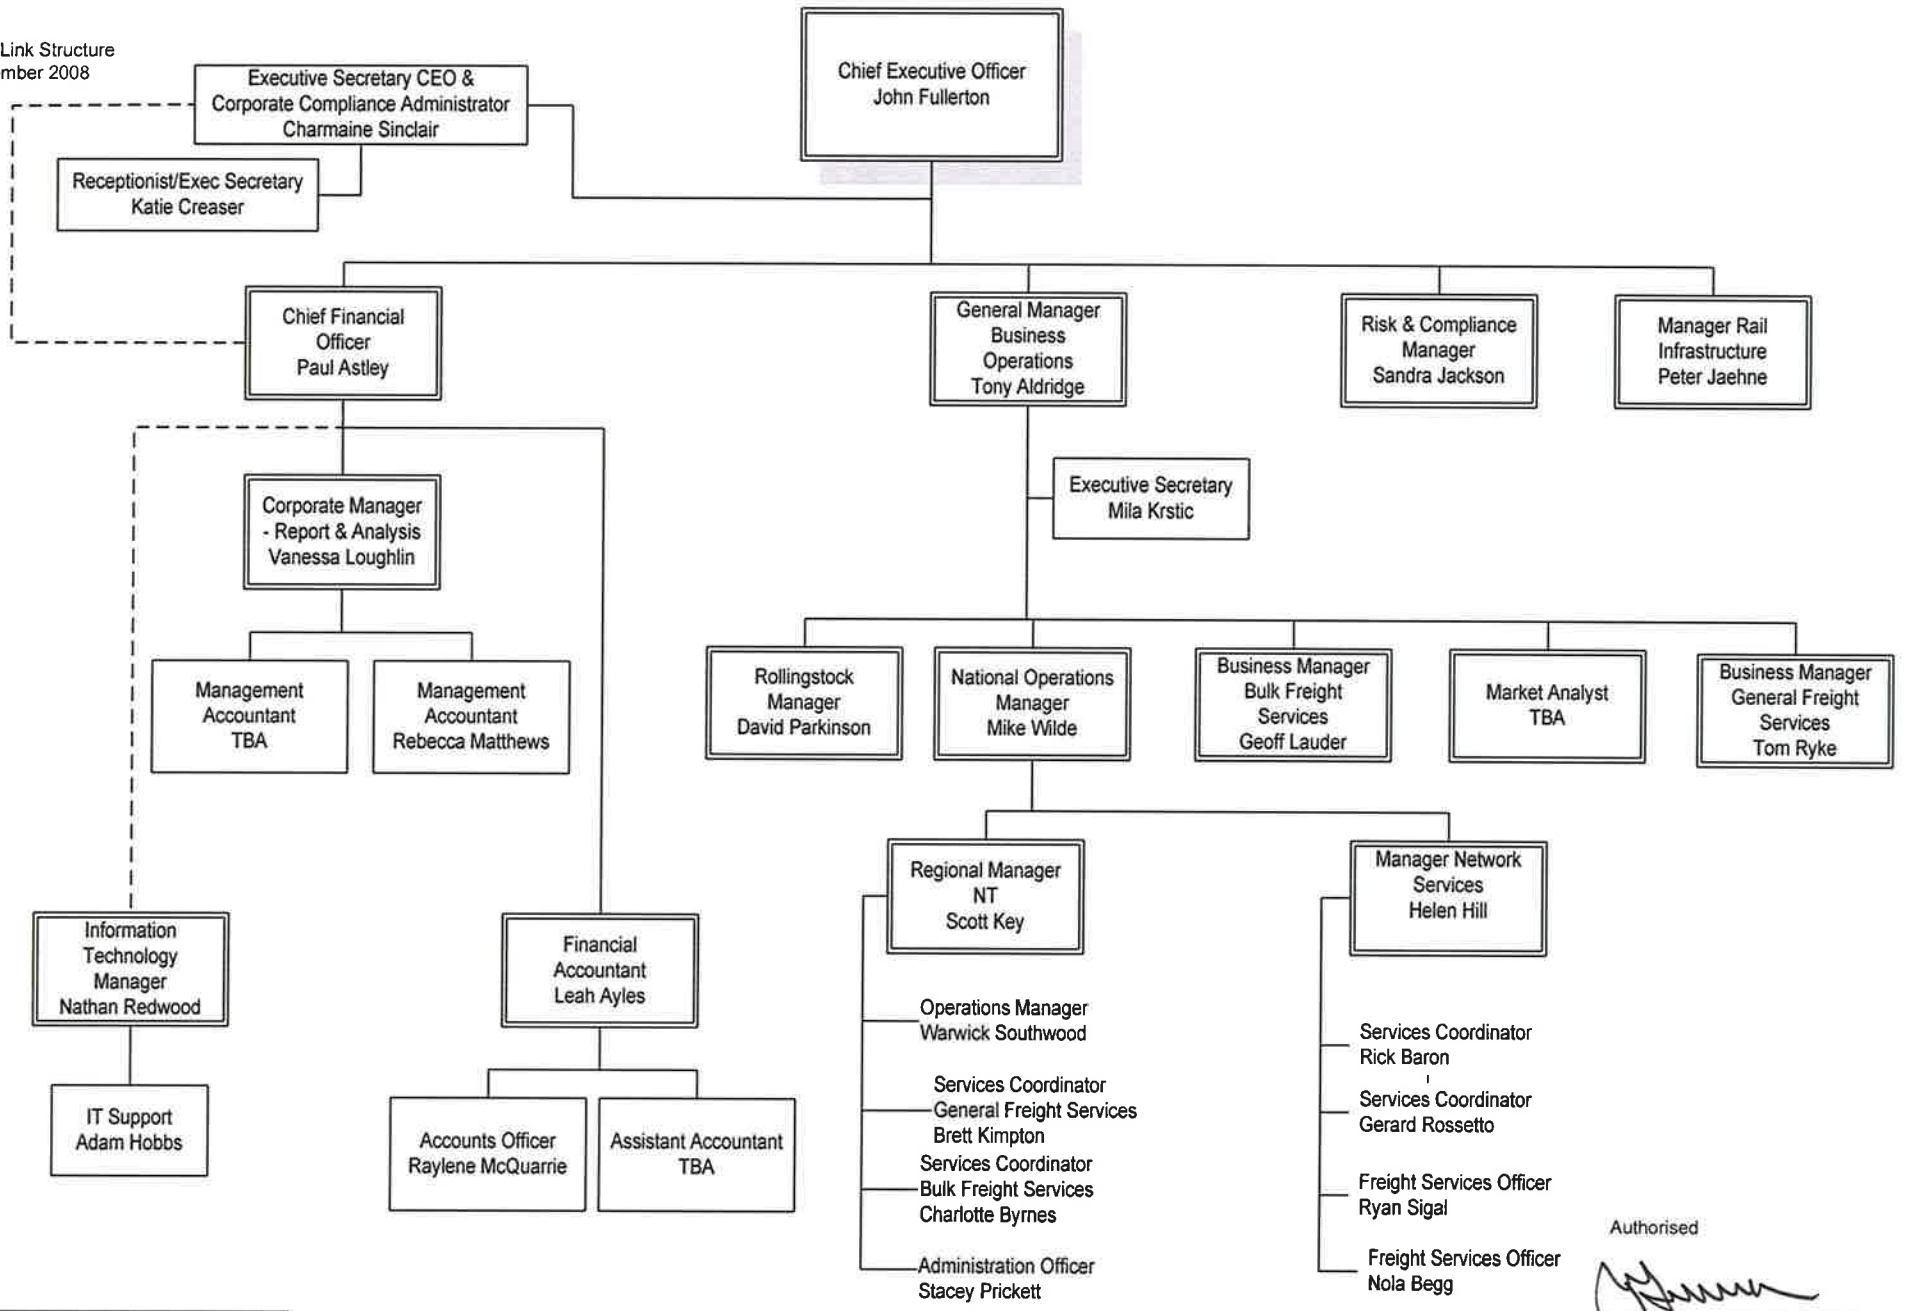 Link Structure
mber 2008
Chief Executive Officer
John Fullerton
Executive Secretary CEO &
Corporate Compliance Administrator
Charmaine Sinclair
Receptionist/Exec Secretary
Katie Creaser
Chief Financial
Officer
Paul Astley
General Manager
Business
Operations
Tony Aldridge
Risk & Compliance
Manager
Sandra Jackson
Manager Rail
Infrastructure
Peter Jaehne
Executive Secretary
Mila Krstic
Corporate Manager
- Report & Analysis
Vanessa Loughlin
Management
Accountant
TBA
Management
Accountant
Rebecca Matthews
Rollingstock
Manager
David Parkinson
National Operations
Manager
Mike Wilde
Business Manager
Bulk Freight
Services
Geoff Lauder
Market Analyst
TBA
Business Manager
General Freight
Services
Tom Ryke
Regional Manager
NT
Scott Key
Manager Network
Services
Helen Hill
Information
Technology
Manager
Nathan Redwood
Financial
Accountant
Leah Ayles
IT Support
Adam Hobbs
Accounts Officer
Raylene McQuarrie
Assistant Accountant
TBA
Operations Manager
Warwick Southwood
Services Coordinator
General Freight Services
Brett Kimpton
Services Coordinator
Bulk Freight Services
Charlotte Byrnes
Administration Officer
Stacey Prickett
Services Coordinator
Rick Baron
Services Coordinator
Gerard Rossetto
Freight Services Officer
Ryan Sigal
Freight Services Officer
Nola Begg
Authorised